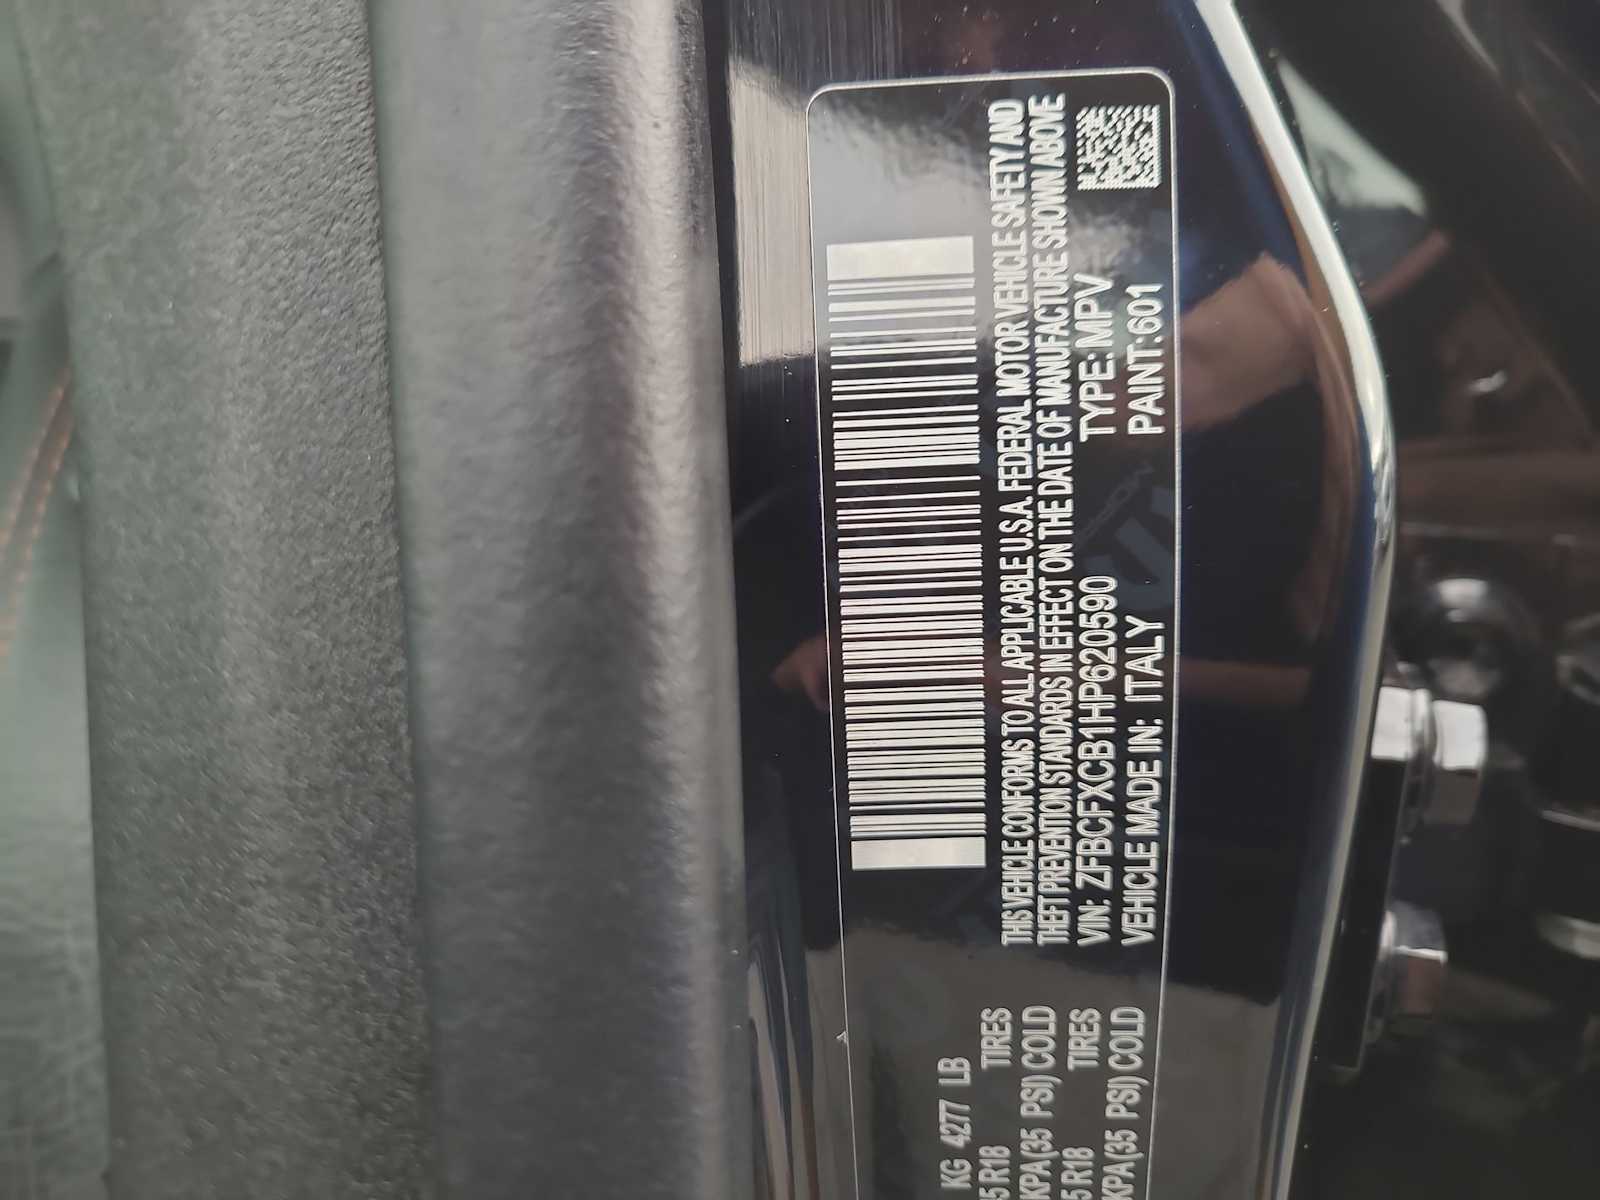 THIS VEHICLE CONFORMS TO ALL APPLICABLE U.S.A. FEDERAL MOTOR VEHICLE SAFETY AND
THEFT PREVENTION STANDARDS IN EFFECT ON THE DATE OF MANUFACTURE SHOWN ABOVE
VIN: ZFBCFXCB1HP620590 TYPE: MPV
VEHICLE MADE IN: ITALY PAINT:601
KG 4277 LB
5 R18 TIRES
KPA(35 PSI) COLD
5 R18 TIRES
KPA(35 PSI) COLD